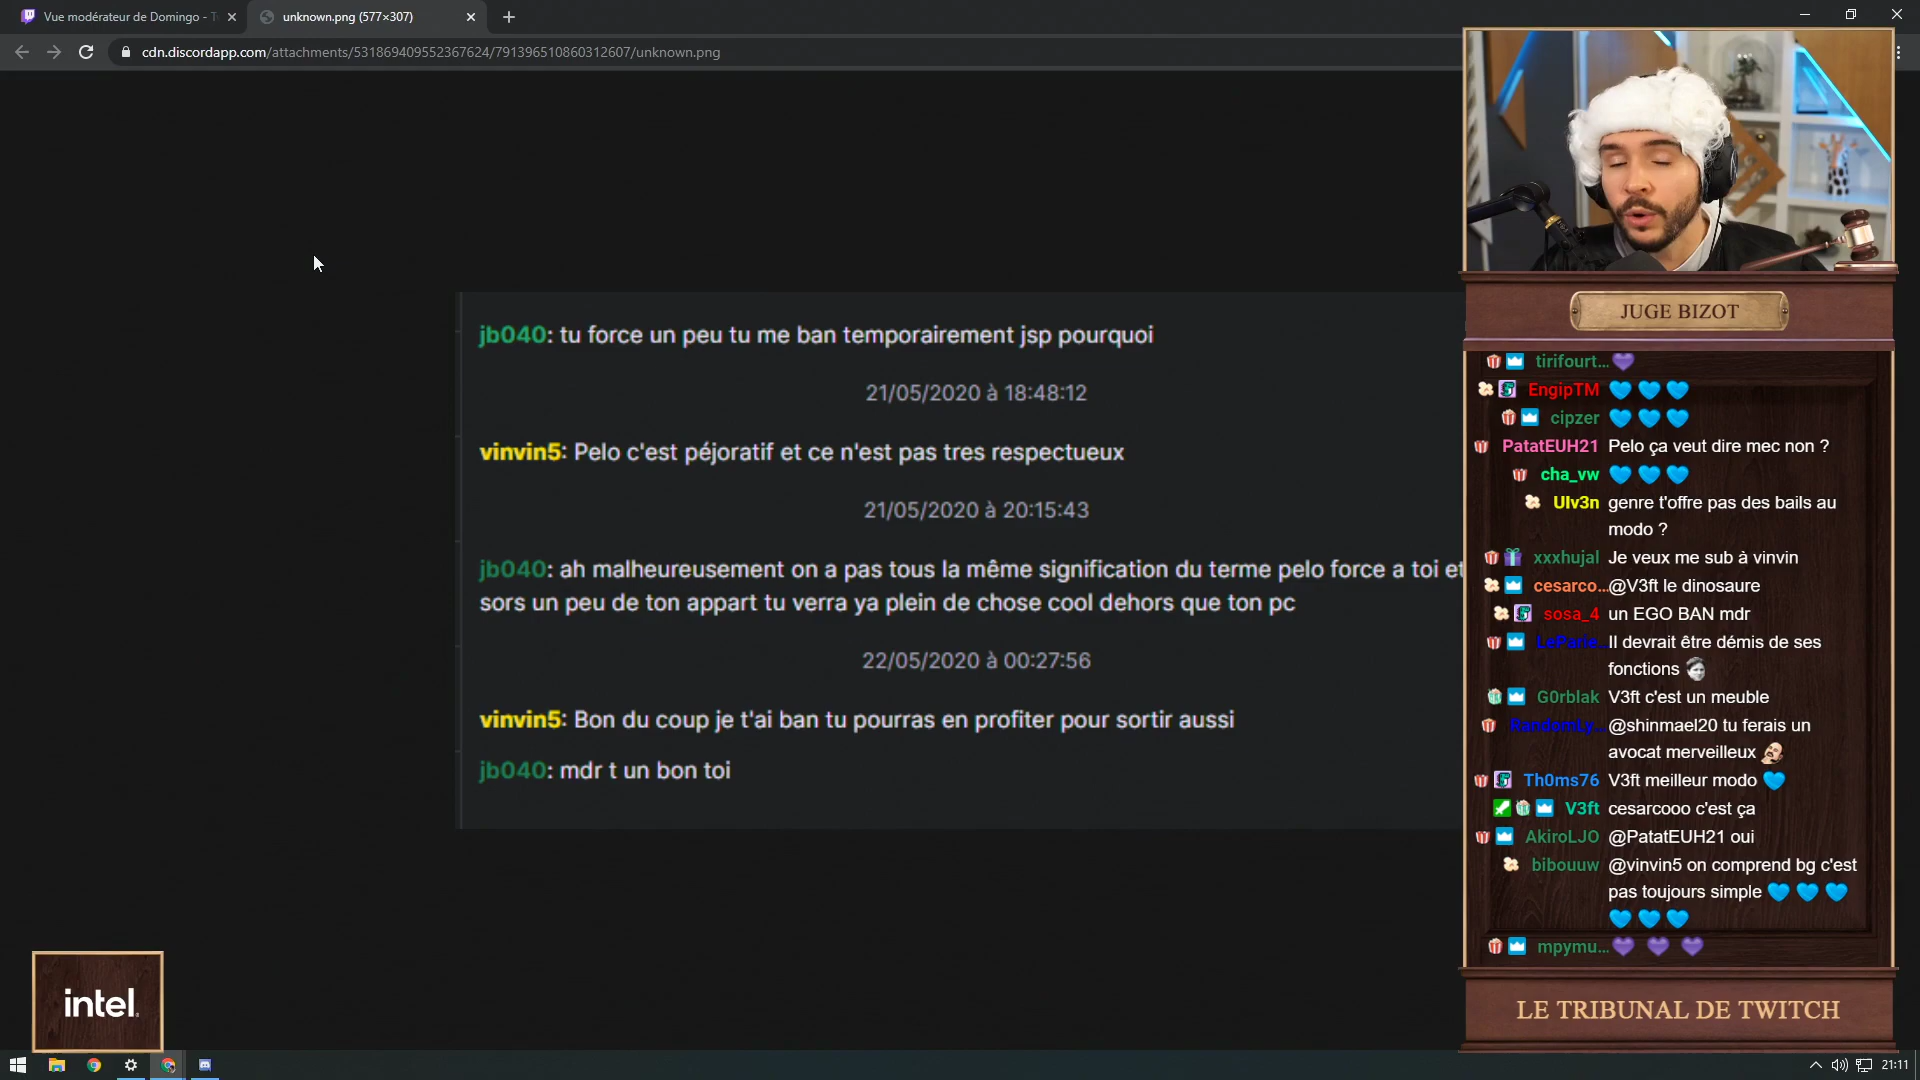 Vue modérateur de Domingo - T
unknown.png (577×307)
cdn.discordapp.com/attachments/531869409552367624/791396510860312607/unknown.png
jb040: tu force un peu tu me ban temporairement jsp pourquoi
21/05/2020 à 18:48:12
vinvin5: Pelo c'est péjoratif et ce n'est pas tres respectueux
21/05/2020 à 20:15:43
jb040: ah malheureusement on a pas tous la même signification du terme pelo force a toi et
sors un peu de ton appart tu verra ya plein de chose cool dehors que ton pc
22/05/2020 à 00:27:56
vinvin5: Bon du coup je t'ai ban tu pourras en profiter pour sortir aussi
jb040: mdr t un bon toi
JUGE BIZOT
tirifourt...
EngipTM
cipzer
PatatEUH21 Pelo ça veut dire mec non ?
cha_vw
Ulv3n genre t'offre pas des bails au
modo ?
xxxhujal Je veux me sub à vinvin
cesarco... @V3ft le dinosaure
sosa_4 un EGO BAN mdr
LeParie... Il devrait être démis de ses
fonctions
G0rblak V3ft c'est un meuble
RandomLy... @shinmael20 tu ferais un
avocat merveilleux
Th0ms76 V3ft meilleur modo
V3ft cesarcooo c'est ça
AkiroLJO @PatatEUH21 oui
bibouuw @vinvin5 on comprend bg c'est
pas toujours simple
mpymu...
LE TRIBUNAL DE TWITCH
intel.
21:11